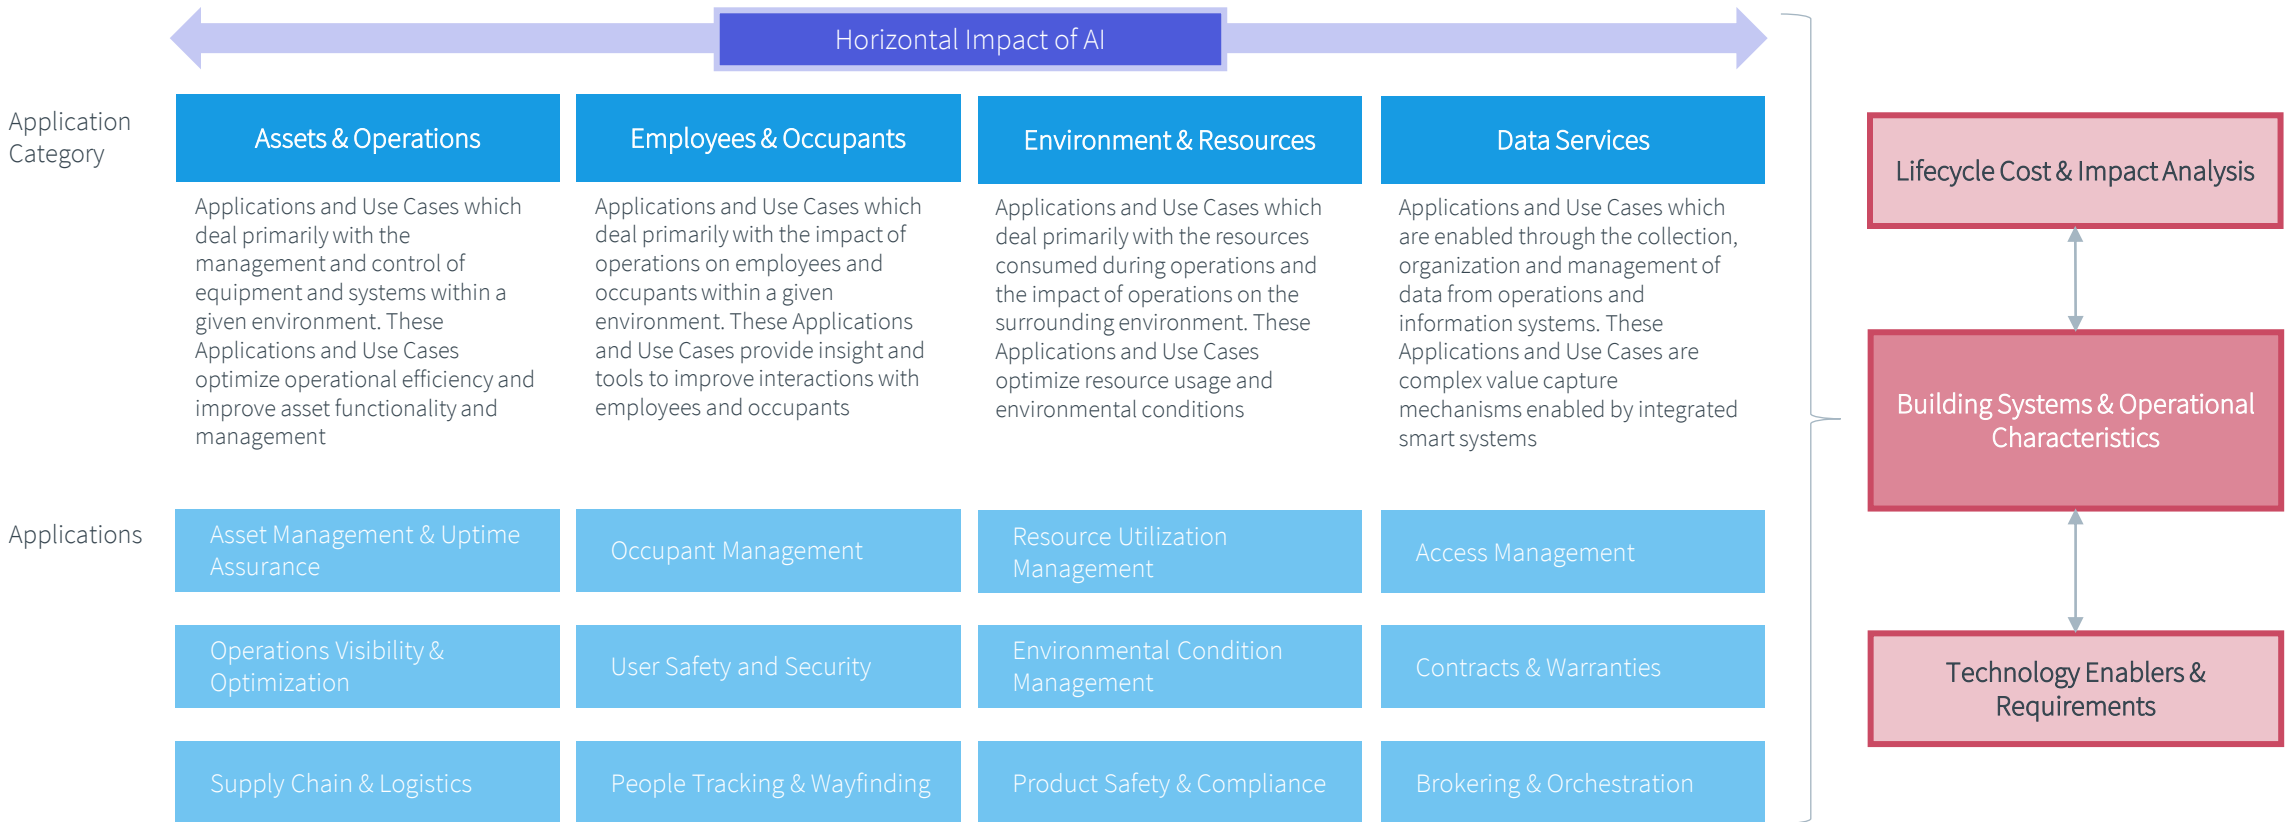 Horizontal Impact of AI
Application
Category
Assets & Operations
Employees & Occupants
Environment & Resources
Data Services
Applications and Use Cases which
deal primarily with the
management and control of
equipment and systems within a
given environment. These
Applications and Use Cases
optimize operational efficiency and
improve asset functionality and
management
Applications and Use Cases which
deal primarily with the impact of
operations on employees and
occupants within a given
environment. These Applications
and Use Cases provide insight and
tools to improve interactions with
employees and occupants
Applications and Use Cases which
deal primarily with the resources
consumed during operations and
the impact of operations on the
surrounding environment. These
Applications and Use Cases
optimize resource usage and
environmental conditions
Applications and Use Cases which
are enabled through the collection,
organization and management of
data from operations and
information systems. These
Applications and Use Cases are
complex value capture
mechanisms enabled by integrated
smart systems
Applications
Asset Management & Uptime
Assurance
Occupant Management
Resource Utilization
Management
Access Management
Operations Visibility &
Optimization
User Safety and Security
Environmental Condition
Management
Contracts & Warranties
Supply Chain & Logistics
People Tracking & Wayfinding
Product Safety & Compliance
Brokering & Orchestration
Lifecycle Cost & Impact Analysis
Building Systems & Operational
Characteristics
Technology Enablers &
Requirements